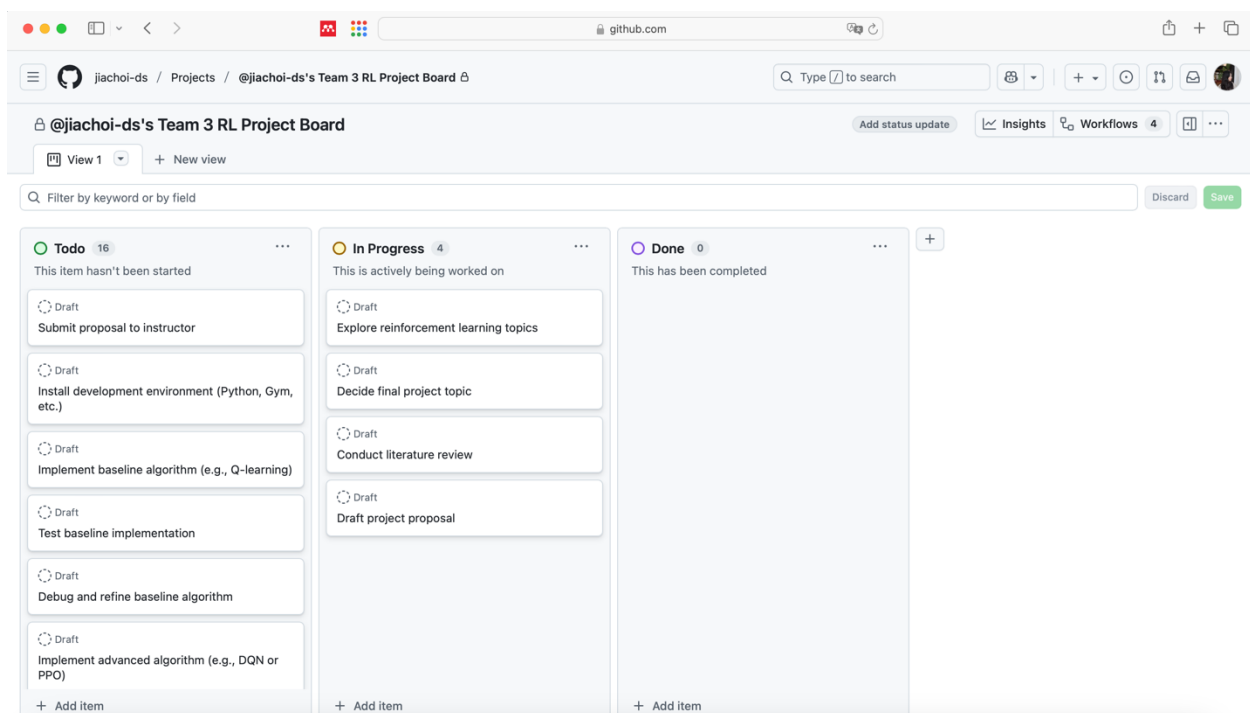 github.com
jiachoi-ds / Projects / @jiachoi-ds's Team 3 RL Project Board
Type / to search
@jiachoi-ds's Team 3 RL Project Board
Add status update
Insights
Workflows 4
View 1
+ New view
Filter by keyword or by field
Discard
Save
Todo 16
This item hasn't been started
Draft
Submit proposal to instructor
Draft
Install development environment (Python, Gym,
etc.)
Draft
Implement baseline algorithm (e.g., Q-learning)
Draft
Test baseline implementation
Draft
Debug and refine baseline algorithm
Draft
Implement advanced algorithm (e.g., DQN or
PPO)
+ Add item
In Progress 4
This is actively being worked on
Draft
Explore reinforcement learning topics
Draft
Decide final project topic
Draft
Conduct literature review
Draft
Draft project proposal
+ Add item
Done 0
This has been completed
+ Add item